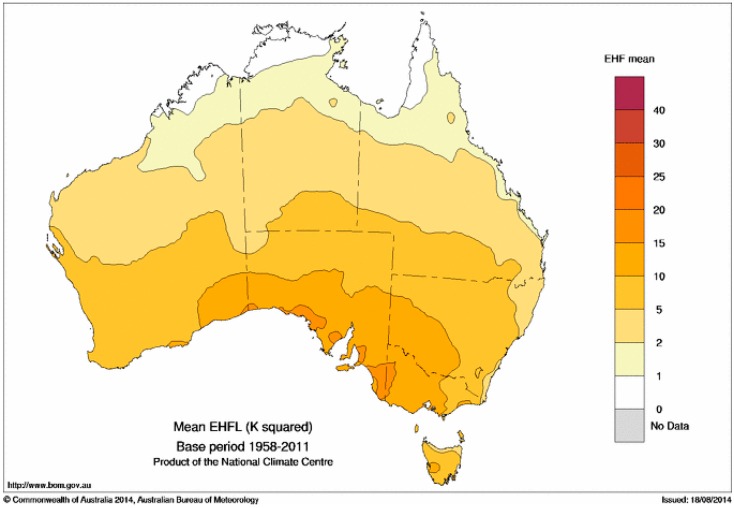 EHF mean
40
30
25
20
15
10
5
2
1
0
No Data
Mean EHFL (K squared)
Base period 1958-2011
Product of the National Climate Centre
http://www.bom.gov.au
© Commonwealth of Australia 2014, Australian Bureau of Meteorology
Issued: 18/08/2014